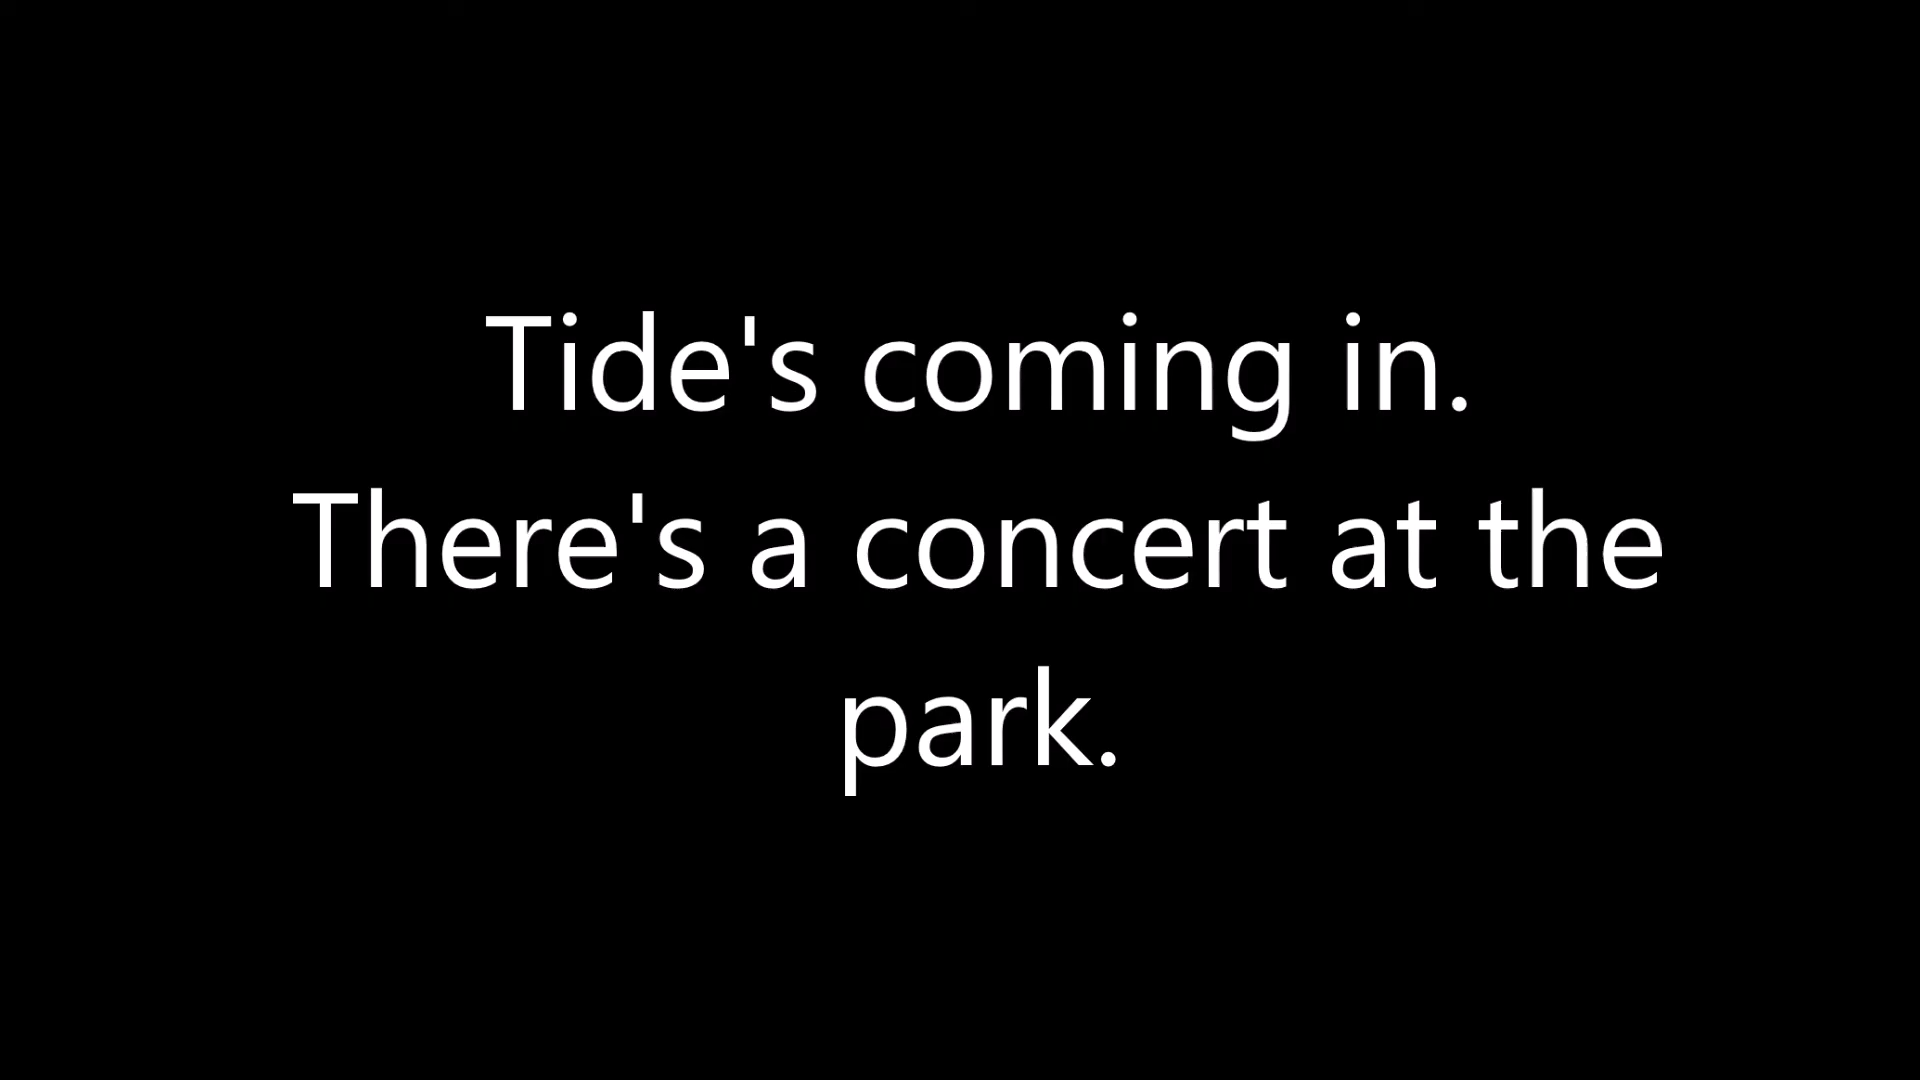 Tide's coming in.
There's a concert at the
park.